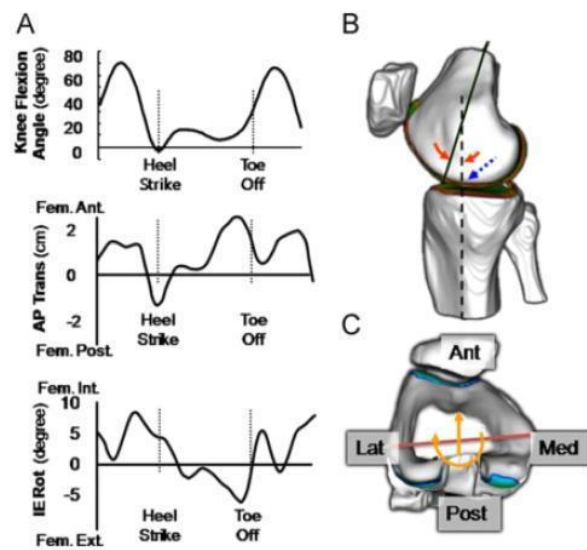 A
Knee Flexion
Angle (degree)
80
60
40
20
0
Heel
Strike
Toe
Off
Fem. Ant.
AP Trans (cm)
2
0
-2
Heel
Strike
Toe
Off
Fem. Post.
Fem. Int.
IERot (degree)
10
5
0
-5
Heel
Strike
Toe
Off
Fem. Ext.
B
C
Ant
Lat
Med
Post